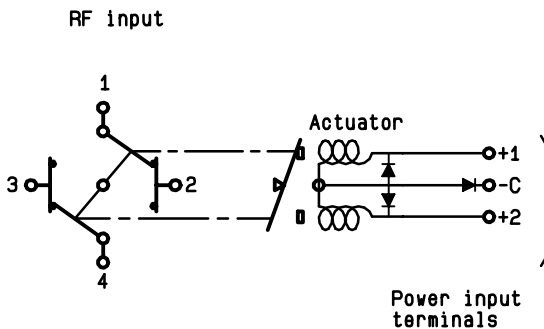 RF input
1
Actuator
+1
3
2
-C
+2
4
Power input
terminals